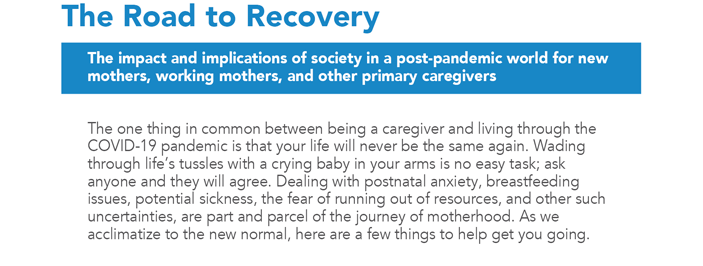 The Road to Recovery
The impact and implications of society in a post-pandemic world for new
mothers, working mothers, and other primary caregivers
The one thing in common between being a caregiver and living through the
COVID-19 pandemic is that your life will never be the same again. Wading
through life’s tussles with a crying baby in your arms is no easy task; ask
anyone and they will agree. Dealing with postnatal anxiety, breastfeeding
issues, potential sickness, the fear of running out of resources, and other such
uncertainties, are part and parcel of the journey of motherhood. As we
acclimatize to the new normal, here are a few things to help get you going.